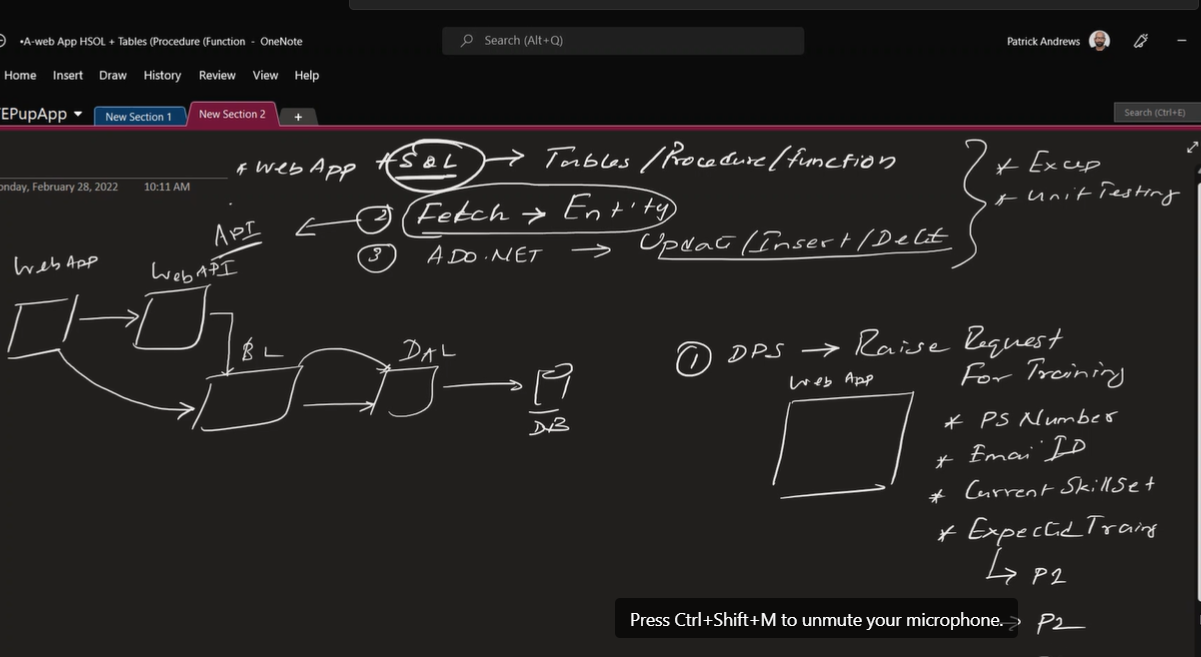 •A-web App HSOL + Tables (Procedure (Function - OneNote
Search (Alt+Q)
Patrick Andrews
Home Insert Draw History Review View Help
EPupApp
New Section 1
New Section 2
+
Search (Ctrl+E)
onday, February 28, 2022 10:11 AM
* Web App * SQL → Tables /Procedure/function
② Fetch → Entity
③ ADO.NET → Updat/Insert/Delt
* Excep
* Unit Testing
API
Web App
WebAPI
BL
DAL
DB
① DPS → Raise Request
For Training
Web App
* PS Number
* Email ID
* Current SkillSet
* Expectd Traing
P2
Press Ctrl+Shift+M to unmute your microphone.
P2